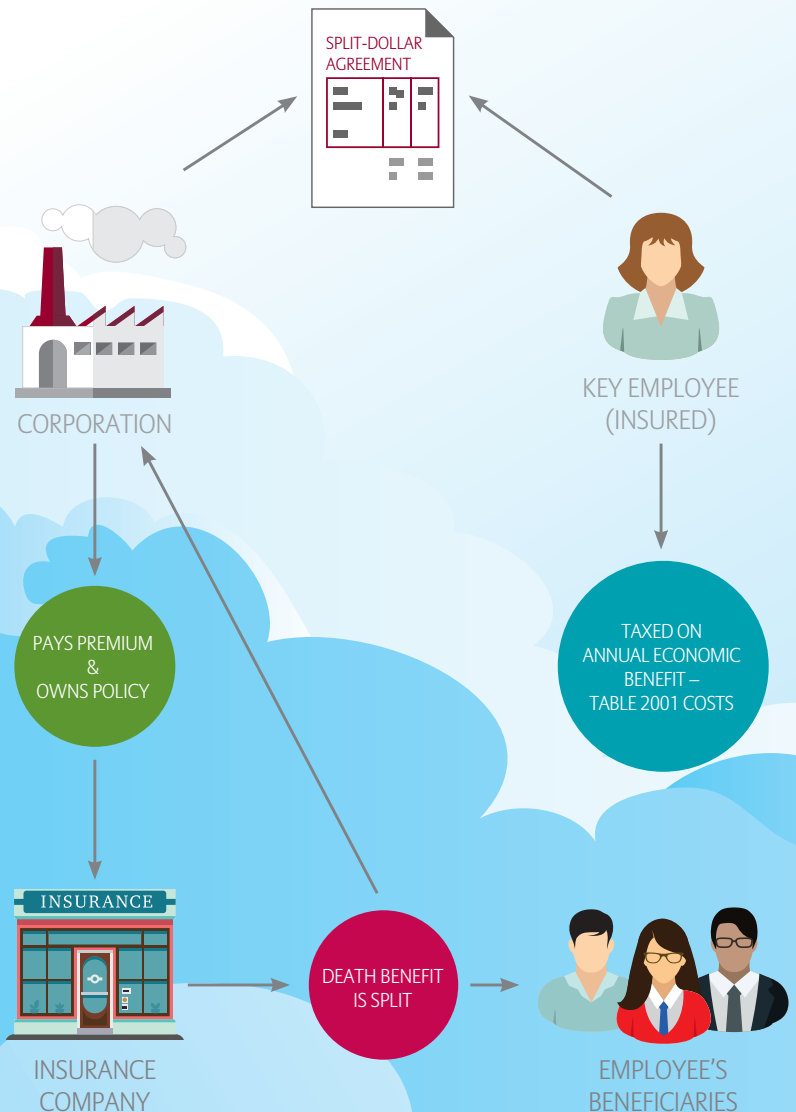 SPLIT-DOLLAR
AGREEMENT
CORPORATION
KEY EMPLOYEE
(INSURED)
PAYS PREMIUM
&
OWNS POLICY
TAXED ON
ANNUAL ECONOMIC
BENEFIT –
TABLE 2001 COSTS
INSURANCE
DEATH BENEFIT
IS SPLIT
INSURANCE
COMPANY
EMPLOYEE'S
BENEFICIARIES